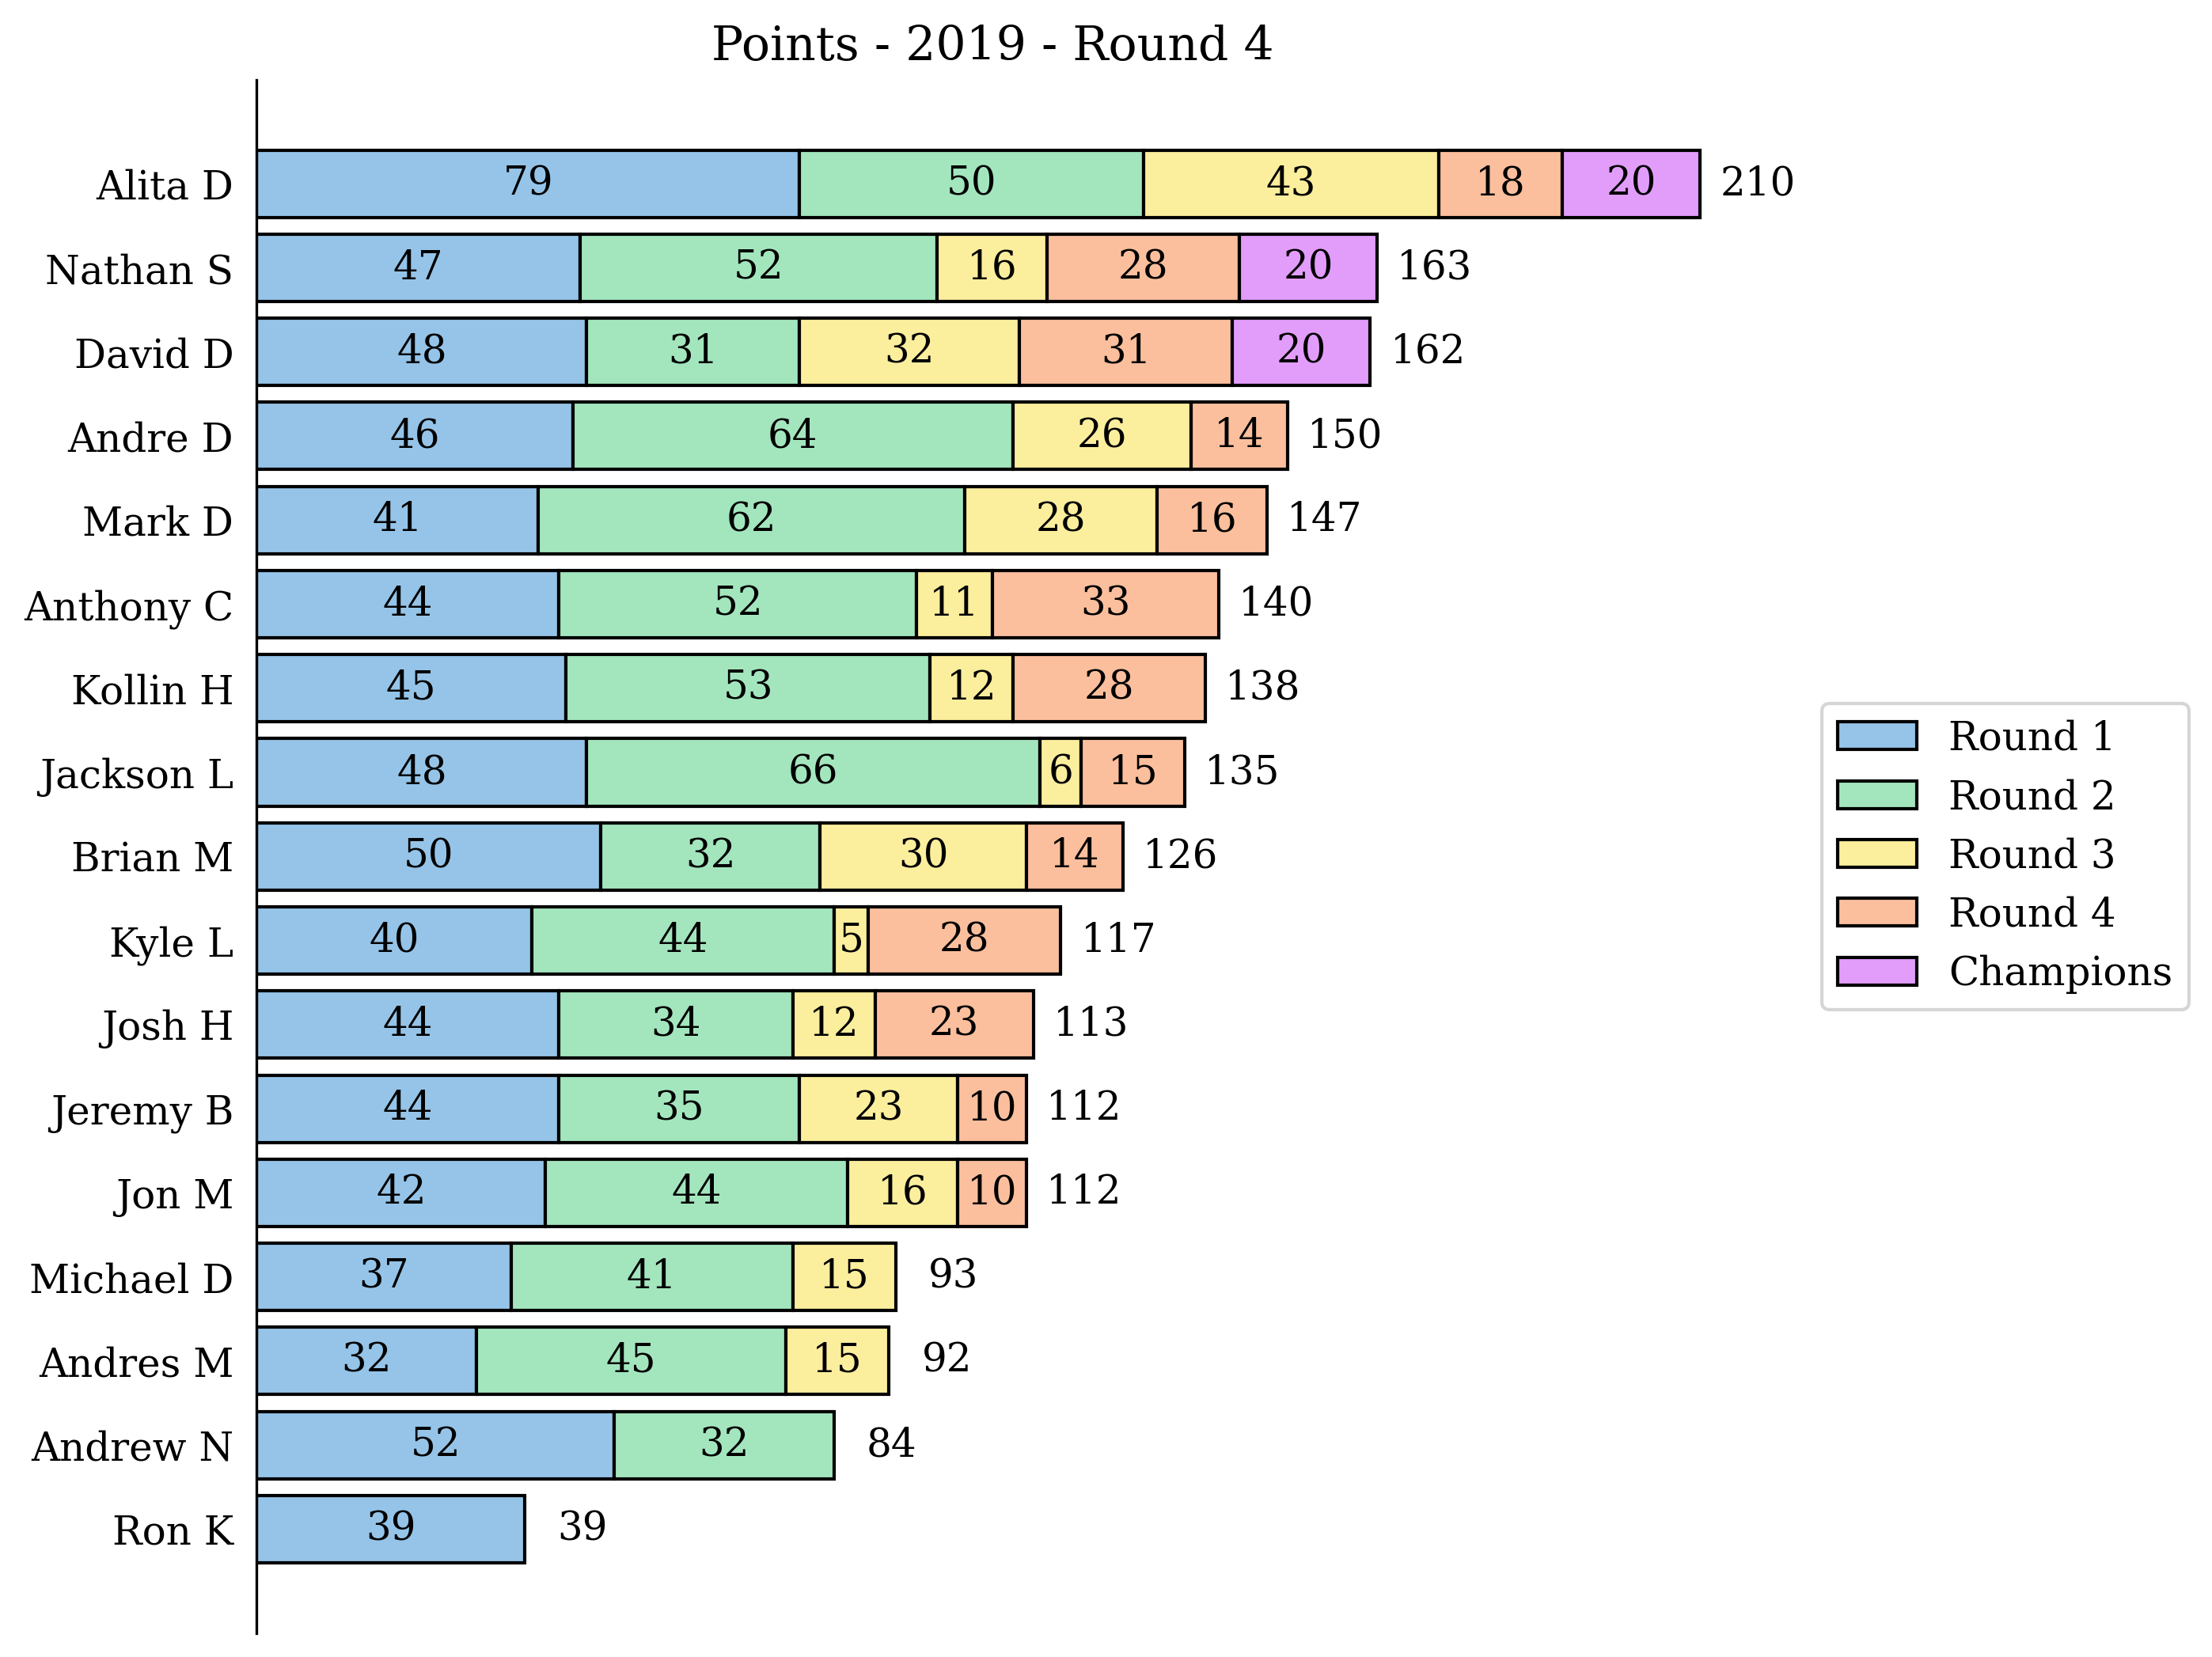 Points - 2019 - Round 4
Alita D 79 50 43 18 20 210
Nathan S 47 52 16 28 20 163
David D 48 31 32 31 20 162
Andre D 46 64 26 14 150
Mark D 41 62 28 16 147
Anthony C 44 52 11 33 140
Kollin H 45 53 12 28 138
Jackson L 48 66 6 15 135
Brian M 50 32 30 14 126
Kyle L 40 44 5 28 117
Josh H 44 34 12 23 113
Jeremy B 44 35 23 10 112
Jon M 42 44 16 10 112
Michael D 37 41 15 93
Andres M 32 45 15 92
Andrew N 52 32 84
Ron K 39 39
Round 1
Round 2
Round 3
Round 4
Champions